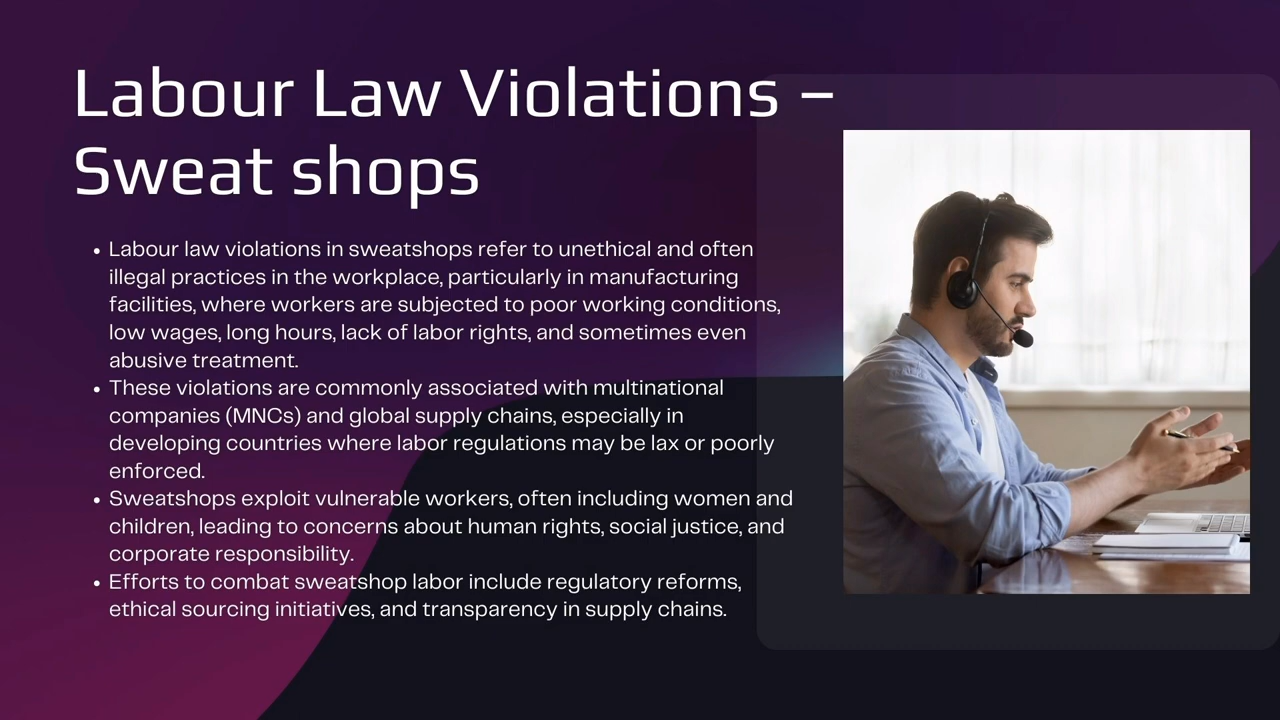 Labour Law Violations –
Sweat shops
• Labour law violations in sweatshops refer to unethical and often
illegal practices in the workplace, particularly in manufacturing
facilities, where workers are subjected to poor working conditions,
low wages, long hours, lack of labor rights, and sometimes even
abusive treatment.
• These violations are commonly associated with multinational
companies (MNCs) and global supply chains, especially in
developing countries where labor regulations may be lax or poorly
enforced.
• Sweatshops exploit vulnerable workers, often including women and
children, leading to concerns about human rights, social justice, and
corporate responsibility.
• Efforts to combat sweatshop labor include regulatory reforms,
ethical sourcing initiatives, and transparency in supply chains.